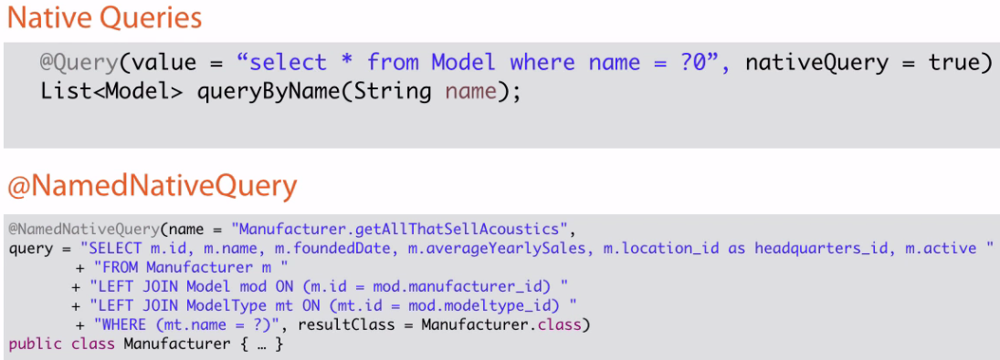 Native Queries
@Query(value = “select * from Model where name = ?0”, nativeQuery = true)
List<Model> queryByName(String name);
@NamedNativeQuery
@NamedNativeQuery(name = "Manufacturer.getAllThatSellAcoustics",
query = "SELECT m.id, m.name, m.foundedDate, m.averageYearlySales, m.location_id as headquarters_id, m.active "
+ "FROM Manufacturer m "
+ "LEFT JOIN Model mod ON (m.id = mod.manufacturer_id) "
+ "LEFT JOIN ModelType mt ON (mt.id = mod.modeltype_id) "
+ "WHERE (mt.name = ?)", resultClass = Manufacturer.class)
public class Manufacturer { … }